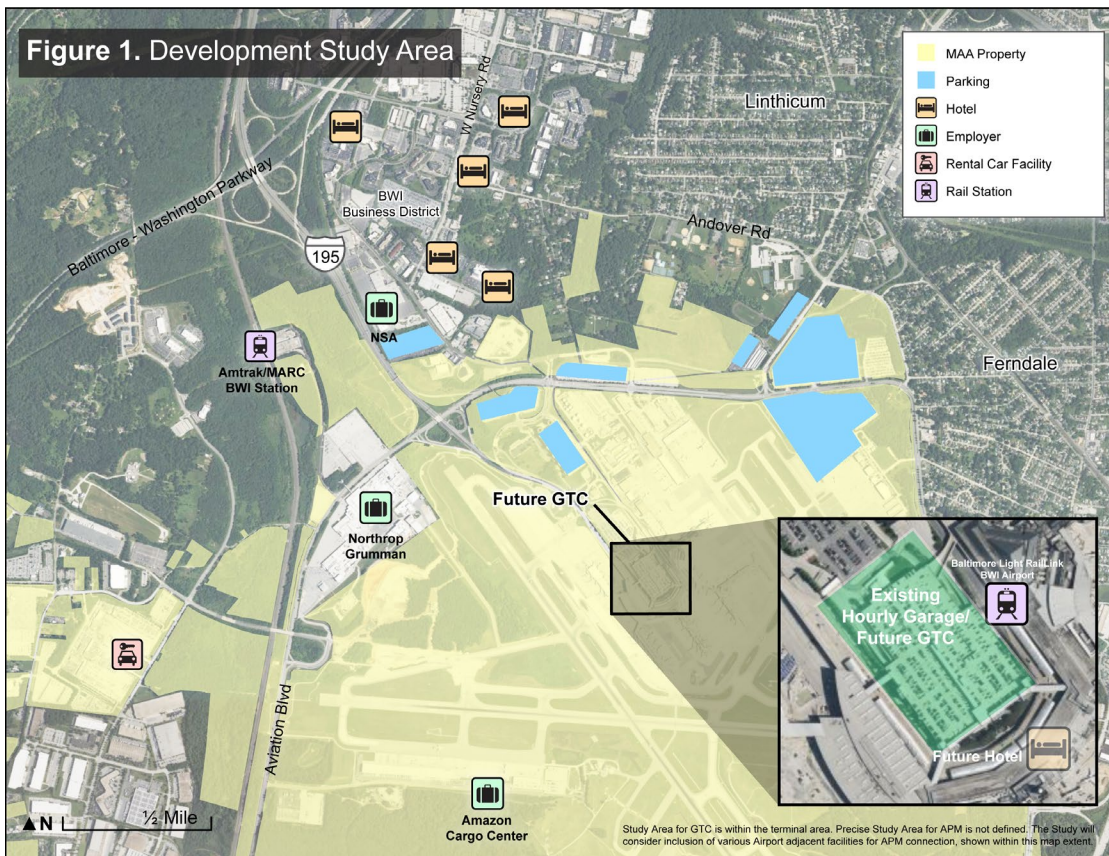 Figure 1. Development Study Area
MAA Property
Parking
Hotel
Employer
Rental Car Facility
Rail Station
W Nursery Rd
Linthicum
Baltimore - Washington Parkway
BWI
Business District
Andover Rd
195
NSA
Amtrak/MARC
BWI Station
Ferndale
Future GTC
Northrop
Grumman
Baltimore Light RailLink
BWI Airport
Existing
Hourly Garage/
Future GTC
Aviation Blvd
Future Hotel
Amazon
Cargo Center
N
½ Mile
Study Area for GTC is within the terminal area. Precise Study Area for APM is not defined. The Study will
consider inclusion of various Airport adjacent facilities for APM connection, shown within this map extent.